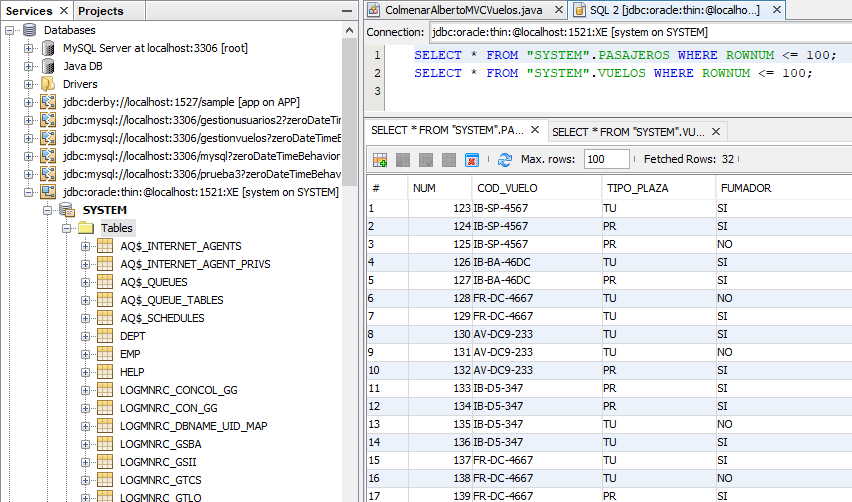 Services
Projects
Databases
MySQL Server at localhost:3306 [root]
Java DB
Drivers
jdbc:derby://localhost:1527/sample [app on APP]
jdbc:mysql://localhost:3306/gestionusuarios2?zeroDateTim
jdbc:mysql://localhost:3306/gestionvuelos?zeroDateTimeB
jdbc:mysql://localhost:3306/mysql?zeroDateTimeBehavior
jdbc:mysql://localhost:3306/prueba3?zeroDateTimeBehavi
jdbc:oracle:thin:@localhost:1521:XE [system on SYSTEM]
SYSTEM
Tables
AQ$_INTERNET_AGENTS
AQ$_INTERNET_AGENT_PRIVS
AQ$_QUEUES
AQ$_QUEUE_TABLES
AQ$_SCHEDULES
DEPT
EMP
HELP
LOGMNRC_CONCOL_GG
LOGMNRC_CON_GG
LOGMNRC_DBNAME_UID_MAP
LOGMNRC_GSBA
LOGMNRC_GSII
LOGMNRC_GTCS
LOGMNRC_GTLO
ColmenarAlbertoMVCVuelos.java
SQL 2 [jdbc:oracle:thin:@localho...]
Connection: jdbc:oracle:thin:@localhost:1521:XE [system on SYSTEM]
1 SELECT * FROM "SYSTEM".PASAJEROS WHERE ROWNUM <= 100;
2 SELECT * FROM "SYSTEM".VUELOS WHERE ROWNUM <= 100;
SELECT * FROM "SYSTEM".PA...
SELECT * FROM "SYSTEM".VU...
Max. rows: 100 Fetched Rows: 32
# NUM COD_VUELO TIPO_PLAZA FUMADOR
1 123 IB-SP-4567 TU SI
2 124 IB-SP-4567 PR SI
3 125 IB-SP-4567 PR NO
4 126 IB-BA-46DC TU SI
5 127 IB-BA-46DC PR SI
6 128 FR-DC-4667 TU NO
7 129 FR-DC-4667 TU SI
8 130 AV-DC9-233 TU SI
9 131 AV-DC9-233 TU NO
10 132 AV-DC9-233 PR SI
11 133 IB-D5-347 PR SI
12 134 IB-D5-347 PR SI
13 135 IB-D5-347 TU NO
14 136 IB-D5-347 TU SI
15 137 FR-DC-4667 TU SI
16 138 FR-DC-4667 TU NO
17 139 FR-DC-4667 PR SI